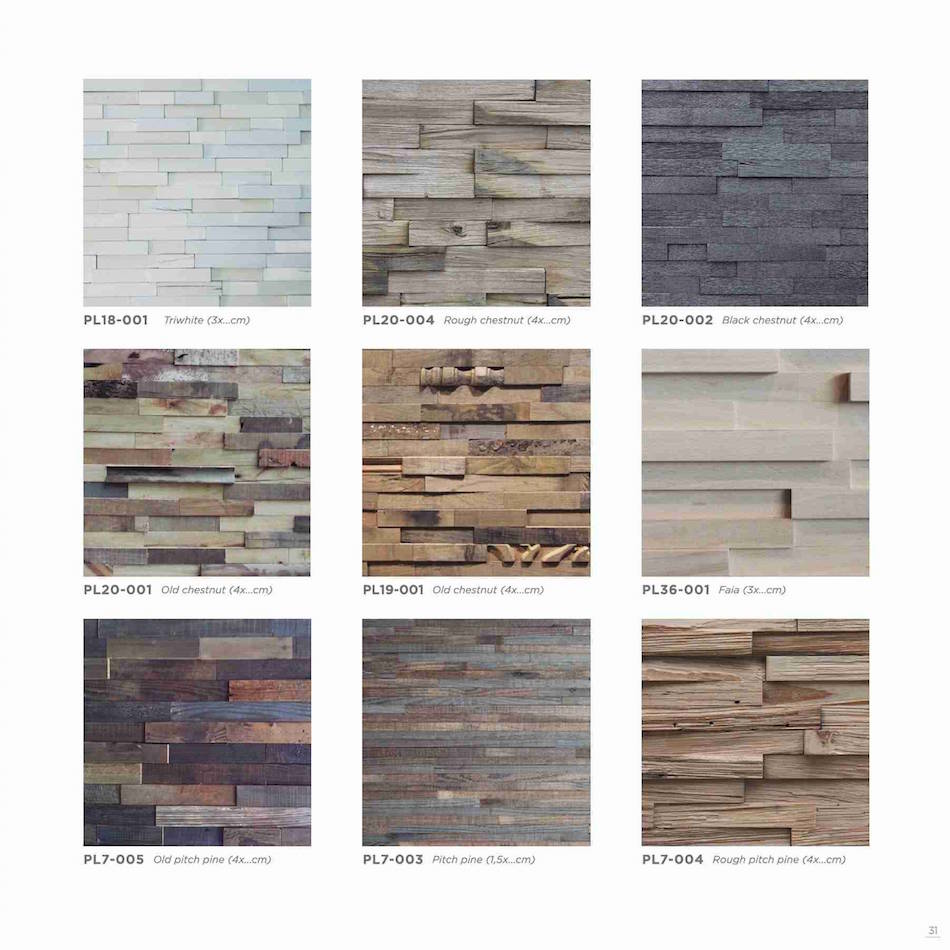 PL18-001 Triwhite (3x...cm)
PL20-004 Rough chestnut (4x...cm)
PL20-002 Black chestnut (4x...cm)
PL20-001 Old chestnut (4x...cm)
PL19-001 Old chestnut (4x...cm)
PL36-001 Faia (3x...cm)
PL7-005 Old pitch pine (4x...cm)
PL7-003 Pitch pine (1,5x...cm)
PL7-004 Rough pitch pine (4x...cm)
31